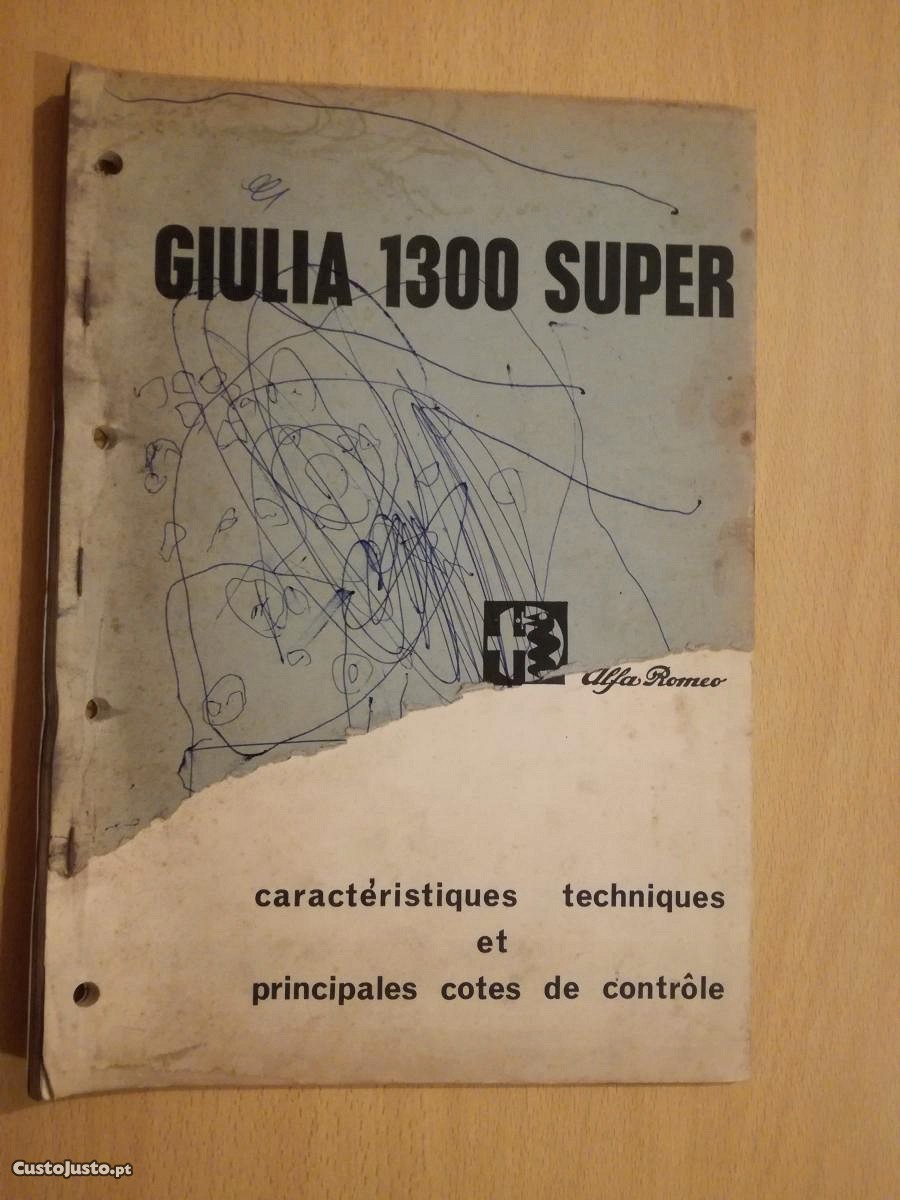 GIULIA 1300 SUPER
Alfa Romeo
caractéristiques techniques
et
principales cotes de contrôle
CustoJusto.pt